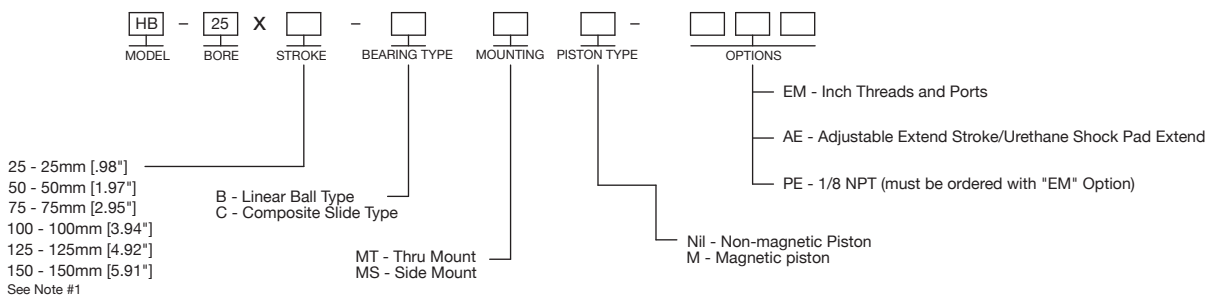 HB - 25 X - -
MODEL BORE STROKE BEARING TYPE MOUNTING PISTON TYPE OPTIONS
EM - Inch Threads and Ports
AE - Adjustable Extend Stroke/Urethane Shock Pad Extend
PE - 1/8 NPT (must be ordered with "EM" Option)
25 - 25mm [.98"]
50 - 50mm [1.97"]
75 - 75mm [2.95"]
100 - 100mm [3.94"]
125 - 125mm [4.92"]
150 - 150mm [5.91"]
See Note #1
B - Linear Ball Type
C - Composite Slide Type
MT - Thru Mount
MS - Side Mount
Nil - Non-magnetic Piston
M - Magnetic piston